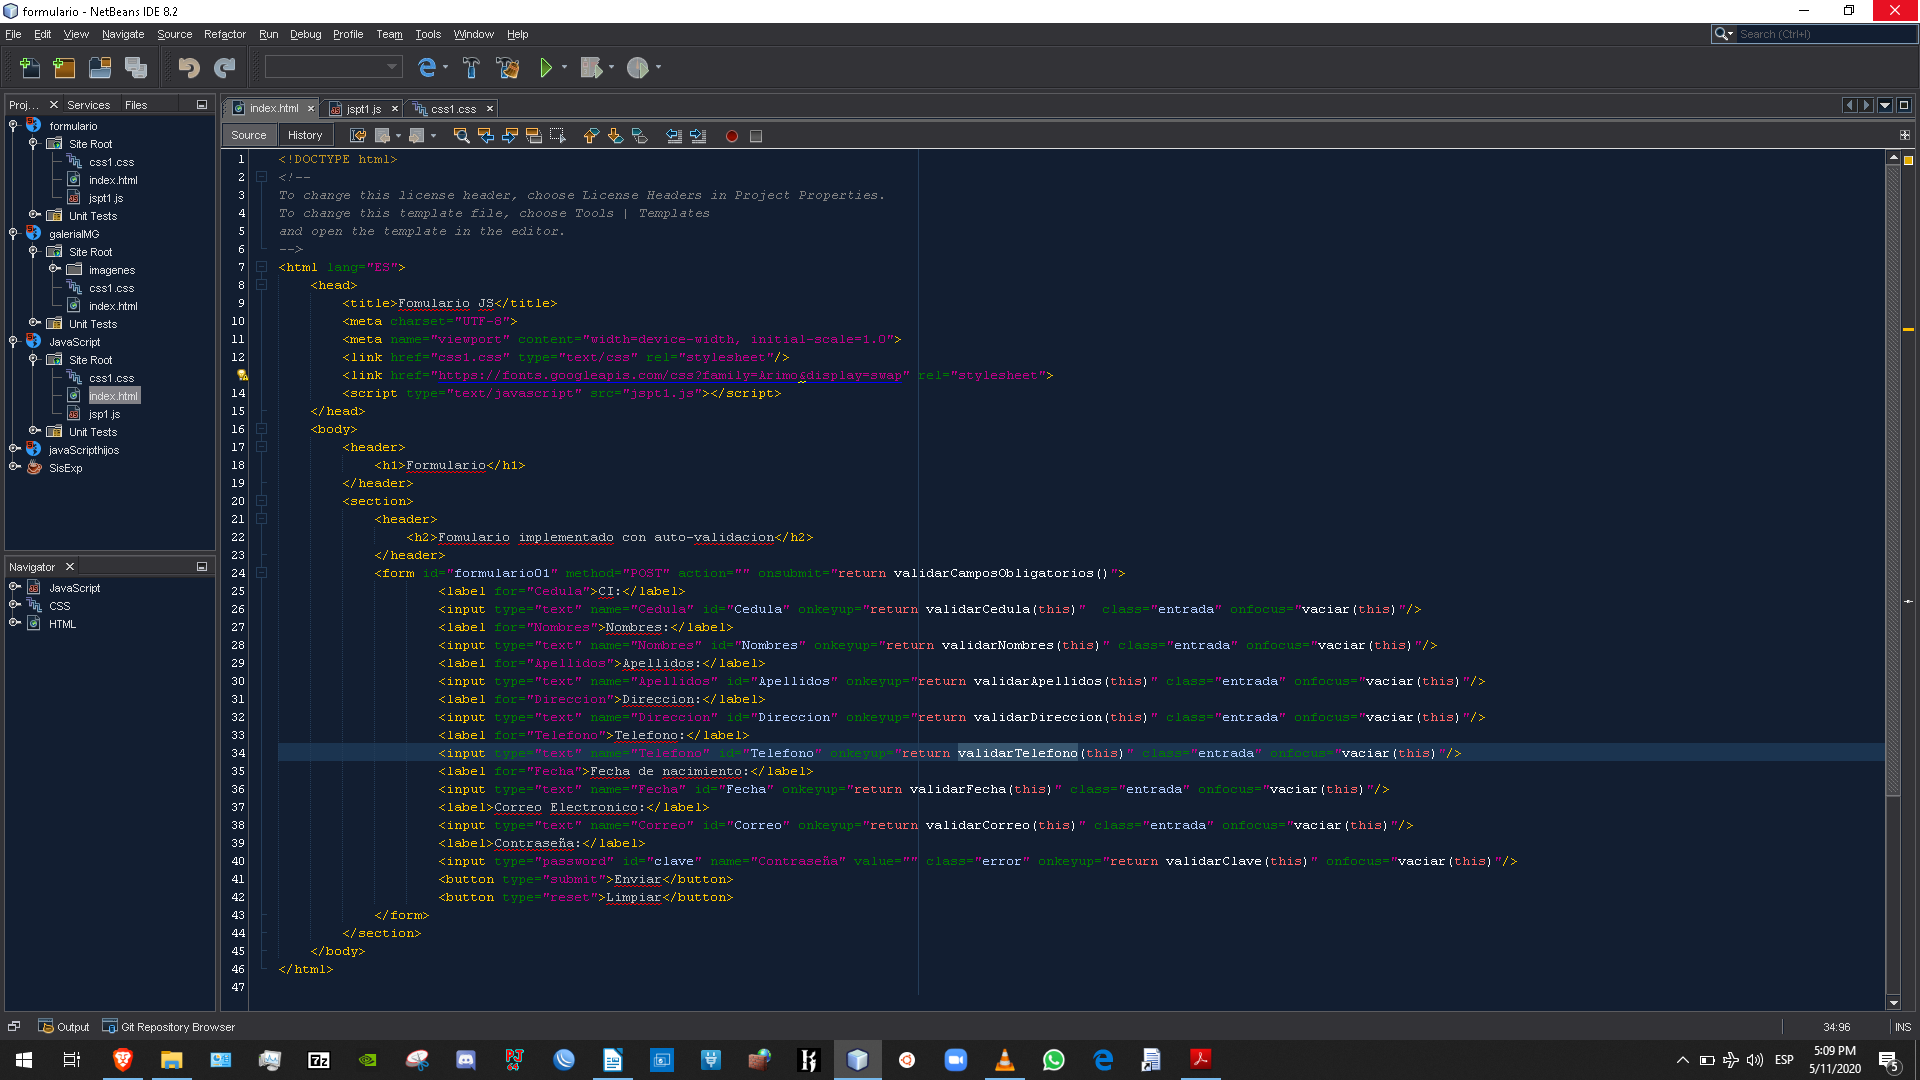 formulario - NetBeans IDE 8.2
File Edit View Navigate Source Refactor Run Debug Profile Team Tools Window Help
Search (Ctrl+I)
Proj... Services Files
formulario
Site Root
css1.css
index.html
jspt1.js
Unit Tests
galeriaIMG
Site Root
imagenes
css1.css
index.html
Unit Tests
JavaScript
Site Root
css1.css
index.html
jsp1.js
Unit Tests
javaScripthijos
SisExp
Navigator
JavaScript
CSS
HTML
index.html jspt1.js css1.css
Source History
1 <!DOCTYPE html>
2 <!--
3 To change this license header, choose License Headers in Project Properties.
4 To change this template file, choose Tools | Templates
5 and open the template in the editor.
6 -->
7 <html lang="ES">
8 <head>
9 <title>Fomulario JS</title>
10 <meta charset="UTF-8">
11 <meta name="viewport" content="width=device-width, initial-scale=1.0">
12 <link href="css1.css" type="text/css" rel="stylesheet"/>
<link href="https://fonts.googleapis.com/css?family=Arimo&display=swap" rel="stylesheet">
14 <script type="text/javascript" src="jspt1.js"></script>
15 </head>
16 <body>
17 <header>
18 <h1>Formulario</h1>
19 </header>
20 <section>
21 <header>
22 <h2>Fomulario implementado con auto-validacion</h2>
23 </header>
24 <form id="formulario01" method="POST" action="" onsubmit="return validarCamposObligatorios()">
25 <label for="Cedula">CI:</label>
26 <input type="text" name="Cedula" id="Cedula" onkeyup="return validarCedula(this)"  class="entrada" onfocus="vaciar(this)"/>
27 <label for="Nombres">Nombres:</label>
28 <input type="text" name="Nombres" id="Nombres" onkeyup="return validarNombres(this)" class="entrada" onfocus="vaciar(this)"/>
29 <label for="Apellidos">Apellidos:</label>
30 <input type="text" name="Apellidos" id="Apellidos" onkeyup="return validarApellidos(this)" class="entrada" onfocus="vaciar(this)"/>
31 <label for="Direccion">Direccion:</label>
32 <input type="text" name="Direccion" id="Direccion" onkeyup="return validarDireccion(this)" class="entrada" onfocus="vaciar(this)"/>
33 <label for="Telefono">Telefono:</label>
34 <input type="text" name="Telefono" id="Telefono" onkeyup="return validarTelefono(this)" class="entrada" onfocus="vaciar(this)"/>
35 <label for="Fecha">Fecha de nacimiento:</label>
36 <input type="text" name="Fecha" id="Fecha" onkeyup="return validarFecha(this)" class="entrada" onfocus="vaciar(this)"/>
37 <label>Correo Electronico:</label>
38 <input type="text" name="Correo" id="Correo" onkeyup="return validarCorreo(this)" class="entrada" onfocus="vaciar(this)"/>
39 <label>Contraseña:</label>
40 <input type="password" id="clave" name="Contraseña" value="" class="error" onkeyup="return validarClave(this)" onfocus="vaciar(this)"/>
41 <button type="submit">Enviar</button>
42 <button type="reset">Limpiar</button>
43 </form>
44 </section>
45 </body>
46 </html>
47
Output Git Repository Browser
34:96 INS
7z
ESP
5:09 PM
5/11/2020
5